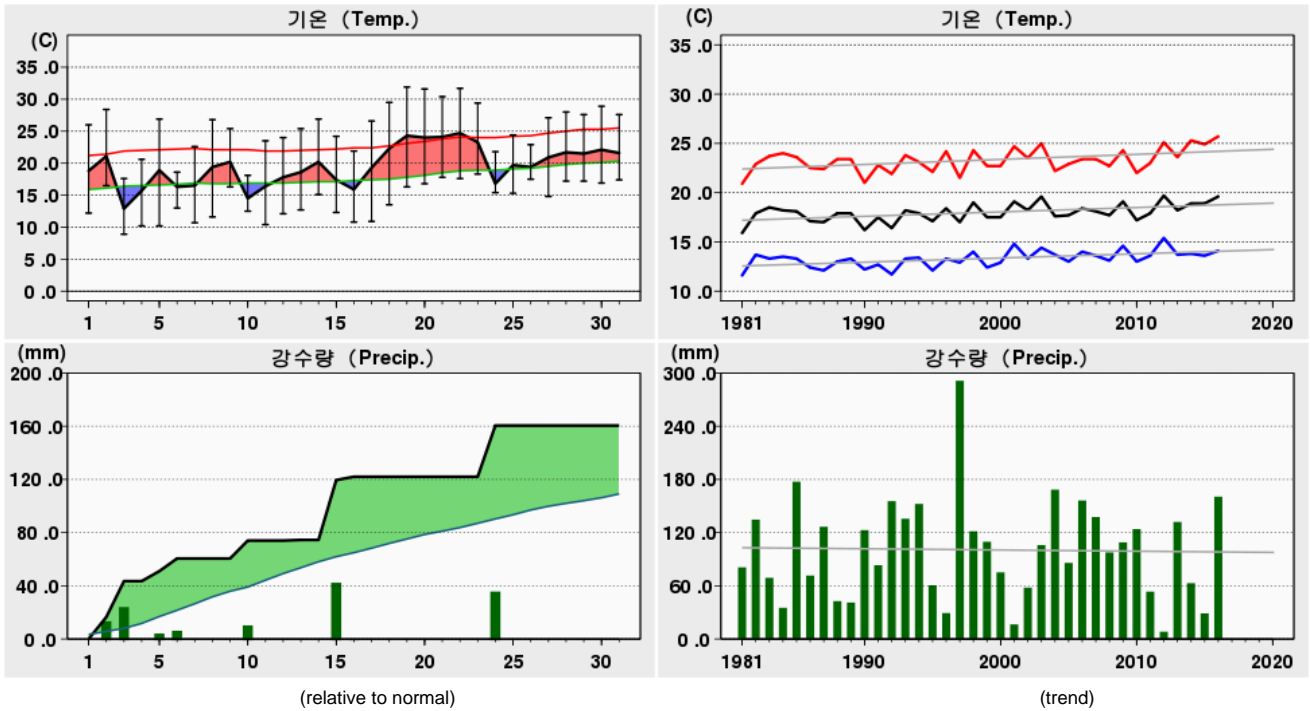 기온 (Temp.)
(C)
35 .0
30 .0
25 .0
20 .0
15 .0
10 .0
5 .0
0 .0
1 5 10 15 20 25 30
기온 (Temp.)
(C)
35 .0
30 .0
25 .0
20 .0
15 .0
10 .0
1981 1990 2000 2010 2020
강수량 (Precip.)
(mm)
200 .0
160 .0
120 .0
80 .0
40 .0
0 .0
1 5 10 15 20 25 30
(relative to normal)
강수량 (Precip.)
(mm)
300 .0
240 .0
180 .0
120 .0
60 .0
0 .0
1981 1990 2000 2010 2020
(trend)